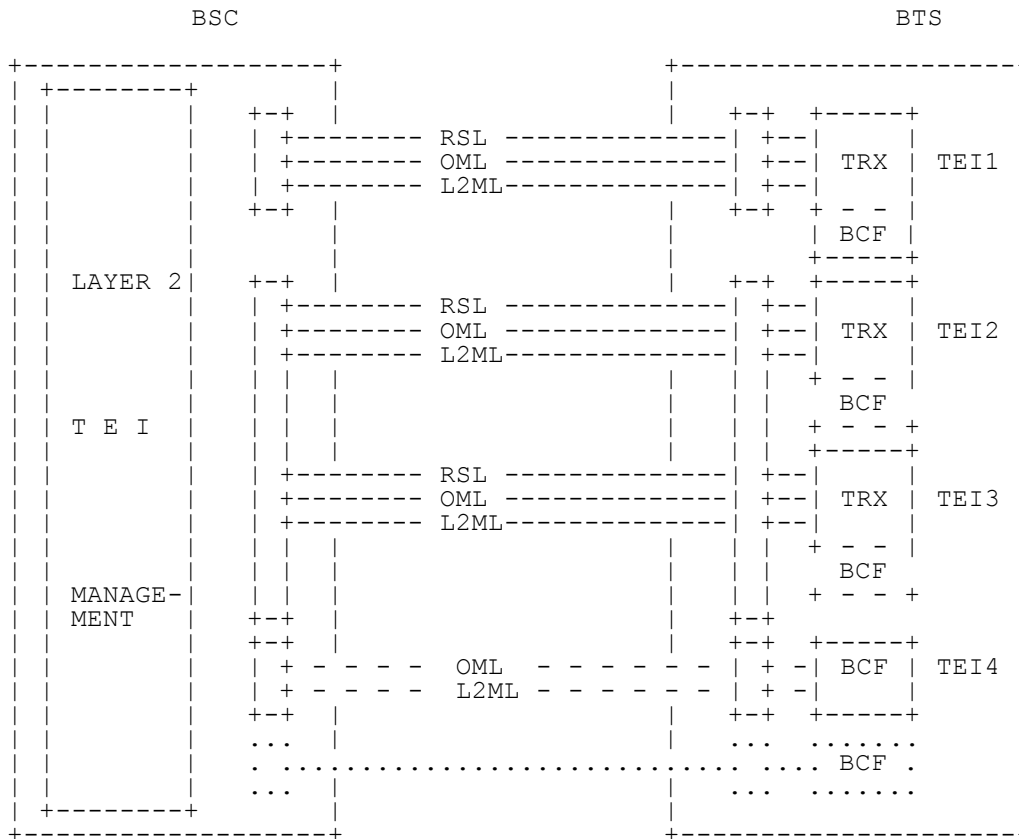 BSC BTS
RSL
OML TRX TEI1
L2ML
BCF
LAYER 2
RSL
OML TRX TEI2
L2ML
BCF
T E I
RSL
OML TRX TEI3
L2ML
BCF
MANAGE-
MENT
OML BCF TEI4
L2ML
BCF